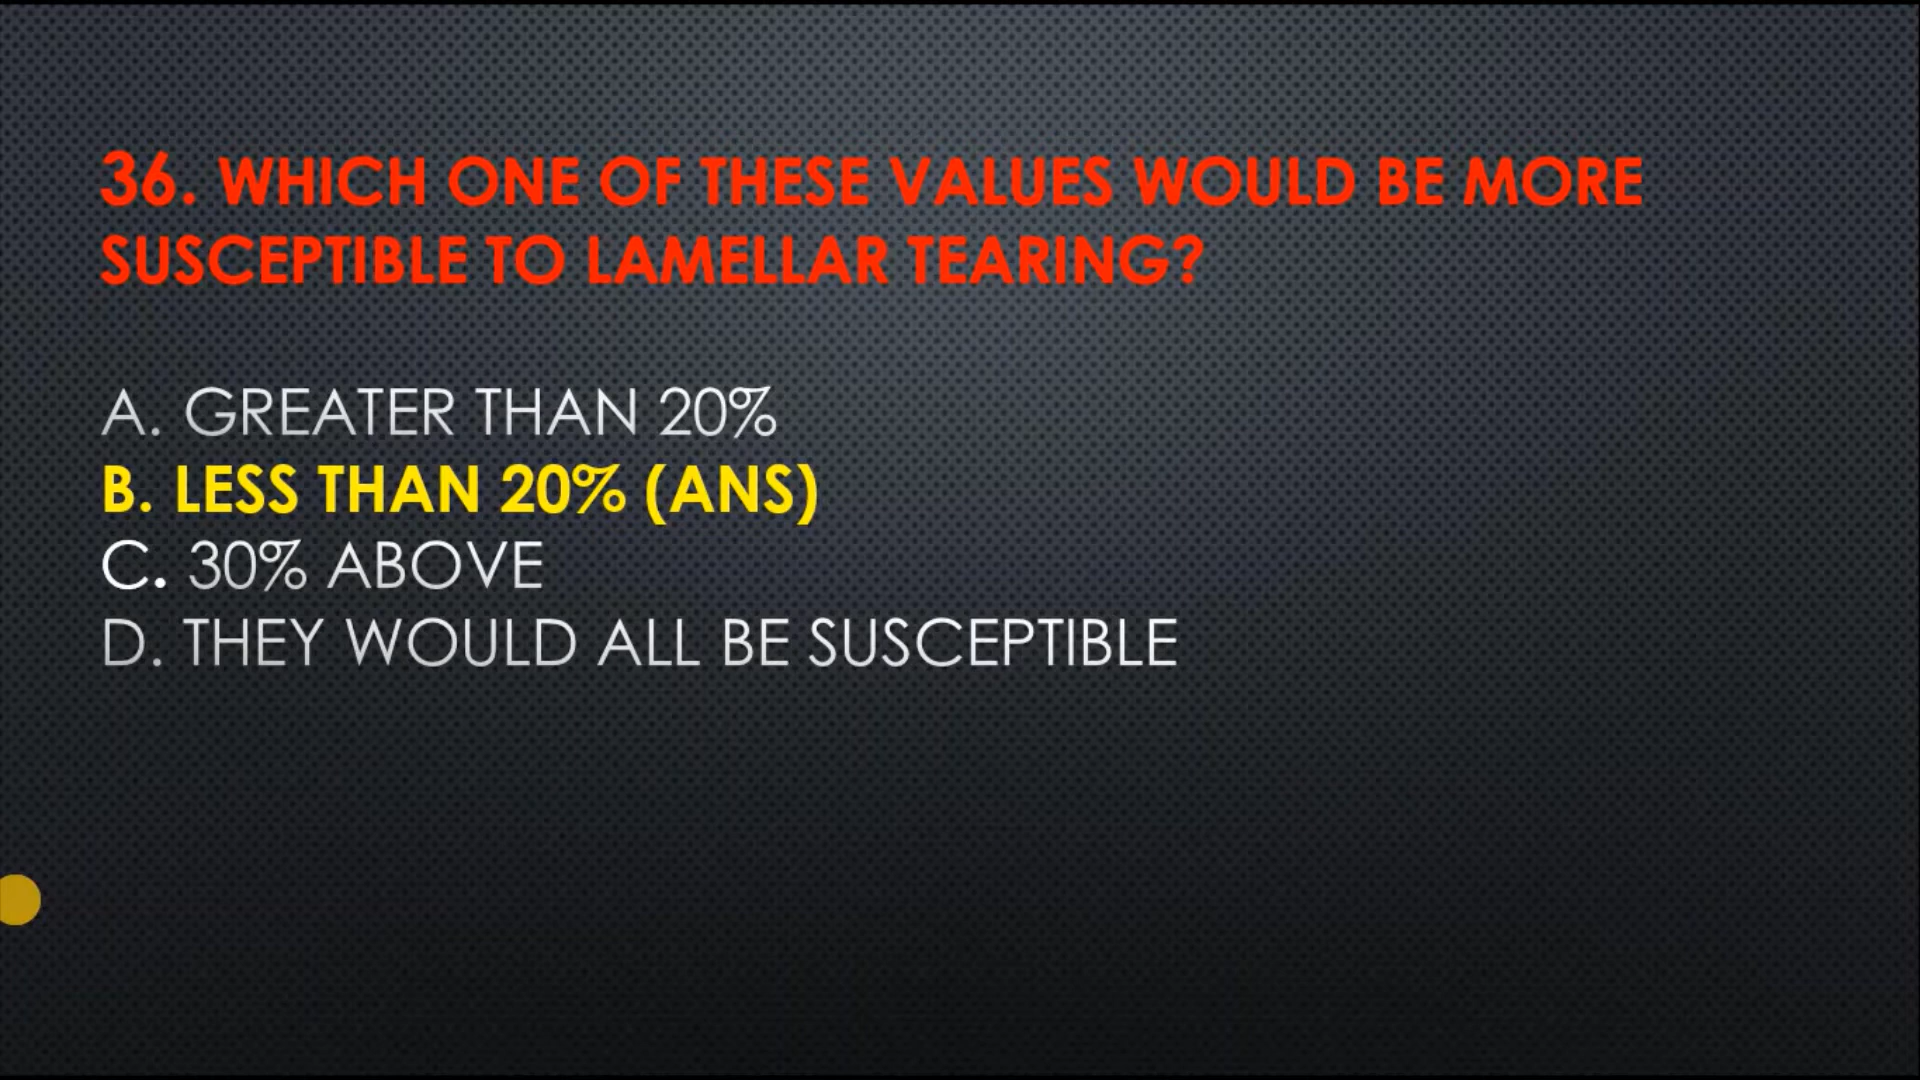 36. WHICH ONE OF THESE VALUES WOULD BE MORE
SUSCEPTIBLE TO LAMELLAR TEARING?
A. GREATER THAN 20%
B. LESS THAN 20% (ANS)
C. 30% ABOVE
D. THEY WOULD ALL BE SUSCEPTIBLE